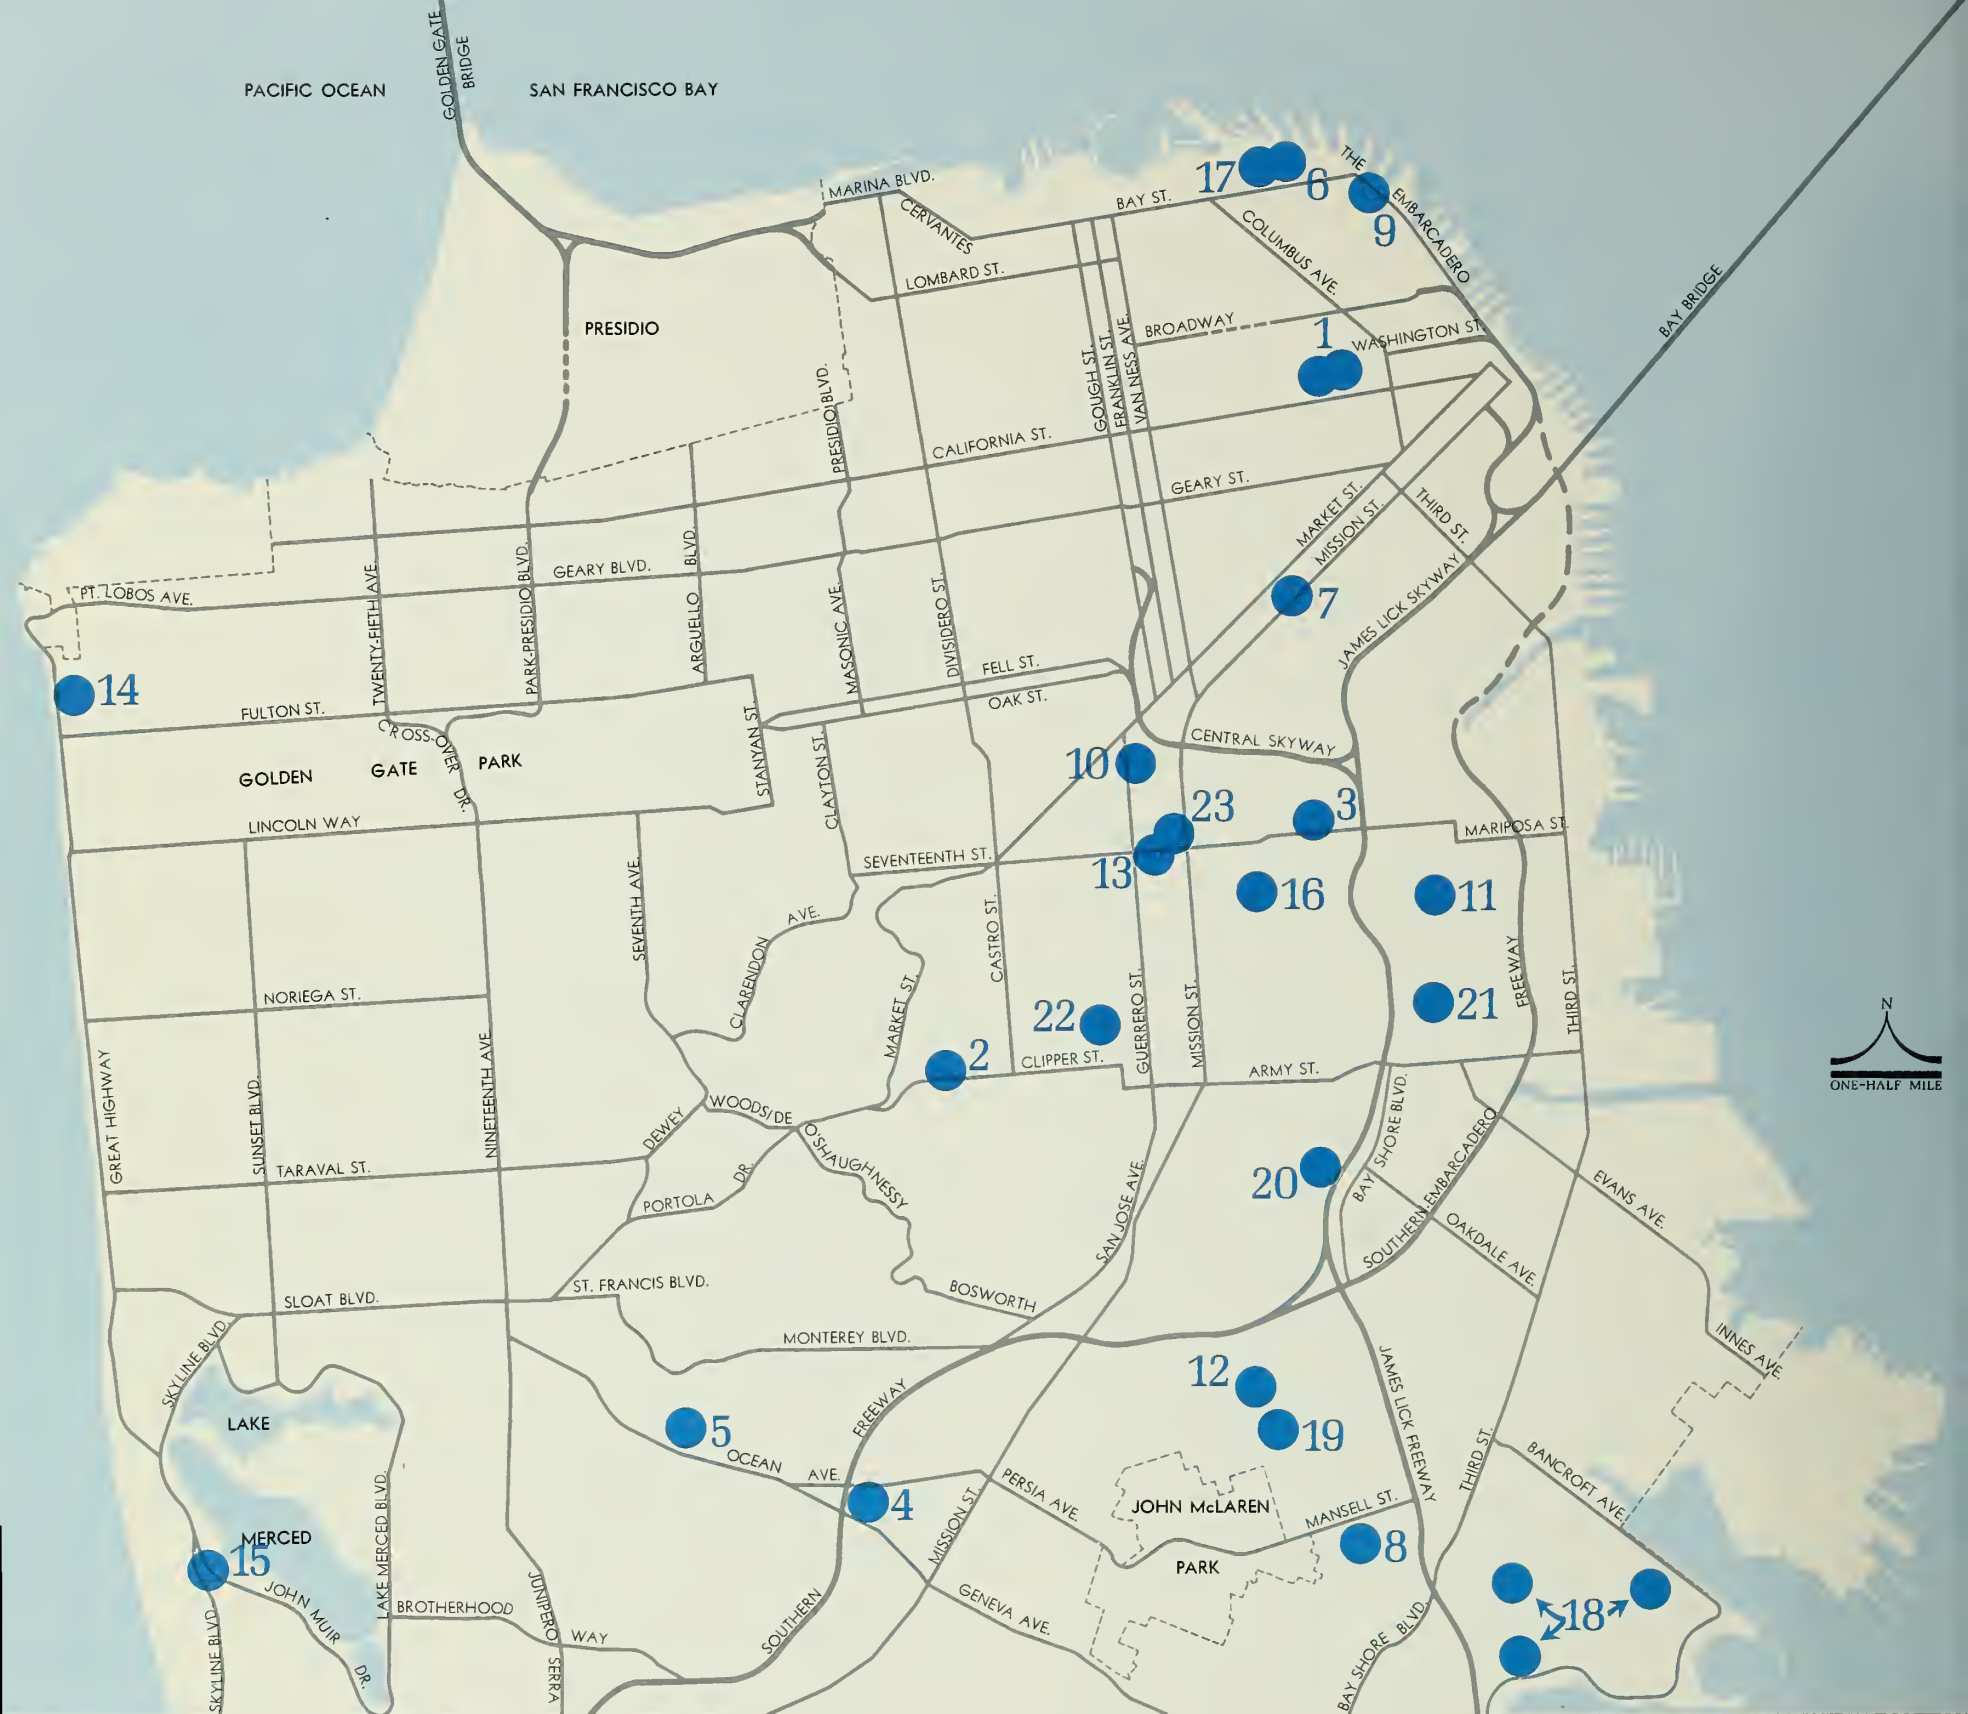 GOLDEN GATE
BRIDGE
PACIFIC OCEAN
SAN FRANCISCO BAY
THE
EMBARCADERO
17
6
9
MARINA BLVD.
CERVANTES
BAY ST.
COLUMBUS AVE.
LOMBARD ST.
BAY BRIDGE
PRESIDIO
BROADWAY
1
WASHINGTON ST.
GOUGH ST.
FRANKLIN ST.
VAN NESS AVE.
PRESIDIO BLVD.
CALIFORNIA ST.
GEARY ST.
MARKET ST.
MISSION ST.
THIRD ST.
JAMES LICK SKYWAY
7
PT. LOBOS AVE.
GEARY BLVD.
TWENTY-FIFTH AVE.
PARK-PRESIDIO BLVD.
ARGUELLO BLVD.
MASONIC AVE.
DIVISIDERO ST.
FELL ST.
OAK ST.
14
FULTON ST.
CROSS-OVER DR.
GOLDEN GATE PARK
STANYAN ST.
CLAYTON ST.
CENTRAL SKYWAY
10
23
3
MARIPOSA ST.
LINCOLN WAY
SEVENTEENTH ST.
13
16
11
SEVENTH AVE.
CLARENDON AVE.
CASTRO ST.
MARKET ST.
GUERRERO ST.
MISSION ST.
FREEWAY
THIRD ST.
NORIEGA ST.
22
21
2
CLIPPER ST.
ARMY ST.
N
ONE-HALF MILE
GREAT HIGHWAY
SUNSET BLVD.
NINETEENTH AVE.
WOODSIDE
DEWEY
O'SHAUGHNESSY
BAY SHORE BLVD.
SOUTHERN-EMBARCADERO
TARAVAL ST.
PORTOLA DR.
20
SAN JOSE AVE.
EVANS AVE.
OAKDALE AVE.
ST. FRANCIS BLVD.
BOSWORTH
SLOAT BLVD.
MONTEREY BLVD.
INNES AVE.
SKYLINE BLVD.
JAMES LICK FREEWAY
12
19
LAKE
5
FREEWAY
OCEAN AVE.
PERSIA AVE.
THIRD ST.
BANCROFT AVE.
LAKE MERCED BLVD.
4
MISSION ST.
JOHN McLAREN
MANSELL ST.
MERCED
15
8
PARK
JOHN MUIR DR.
BROTHERHOOD WAY
JUNIPERO SERRA
SOUTHERN
GENEVA AVE.
18
BAY SHORE BLVD.
SKYLINE BLVD.